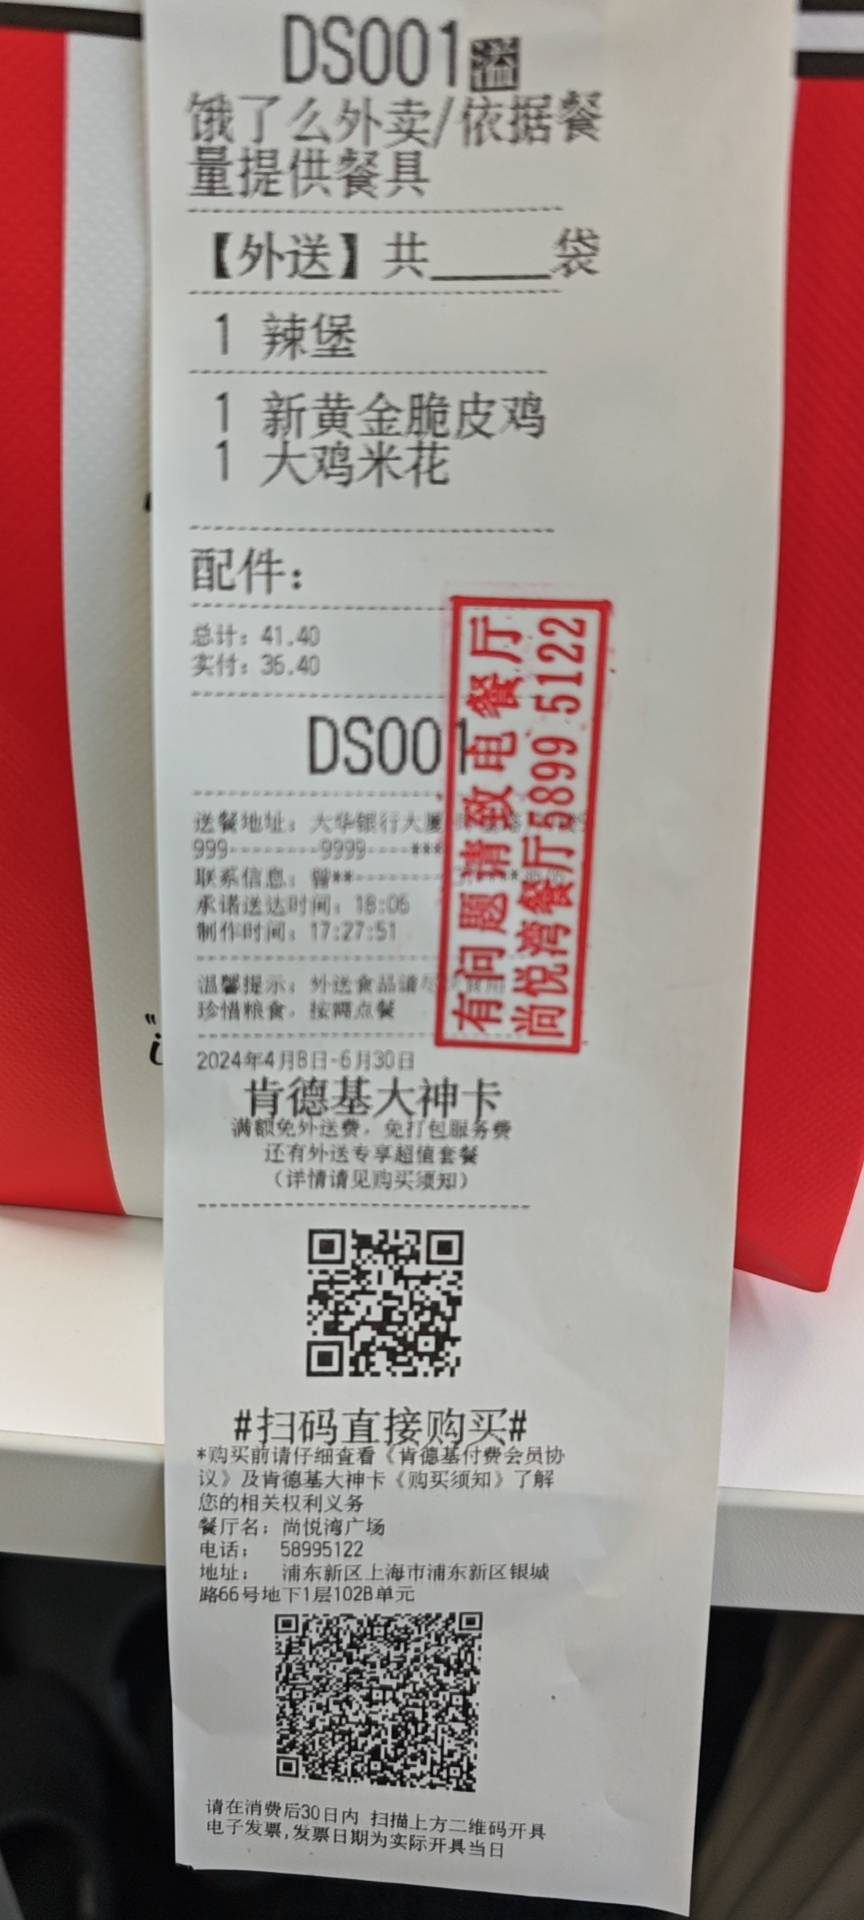 DS001溢
饿了么外卖/依据餐
量提供餐具
【外送】共_____袋
1 辣堡
1 新黄金脆皮鸡
1 大鸡米花
配件：
总计：41.40
实付：36.40
DS001
送餐地址：大华银行大厦
999--------9999----***
联系信息：曾**
承诺送达时间：18:06
制作时间：17:27:51
温馨提示：外送食品请尽快食用
珍惜粮食，按需点餐
有问题请致电餐厅
尚悦湾餐厅5899 5122
2024年4月8日-6月30日
肯德基大神卡
满额免外送费，免打包服务费
还有外送专享超值套餐
（详情请见购买须知）
#扫码直接购买#
*购买前请仔细查看《肯德基付费会员协
议》及肯德基大神卡《购买须知》了解
您的相关权利义务
餐厅名：尚悦湾广场
电话： 58995122
地址： 浦东新区上海市浦东新区银城
路66号地下1层102B单元
请在消费后30日内 扫描上方二维码开具
电子发票,发票日期为实际开具当日